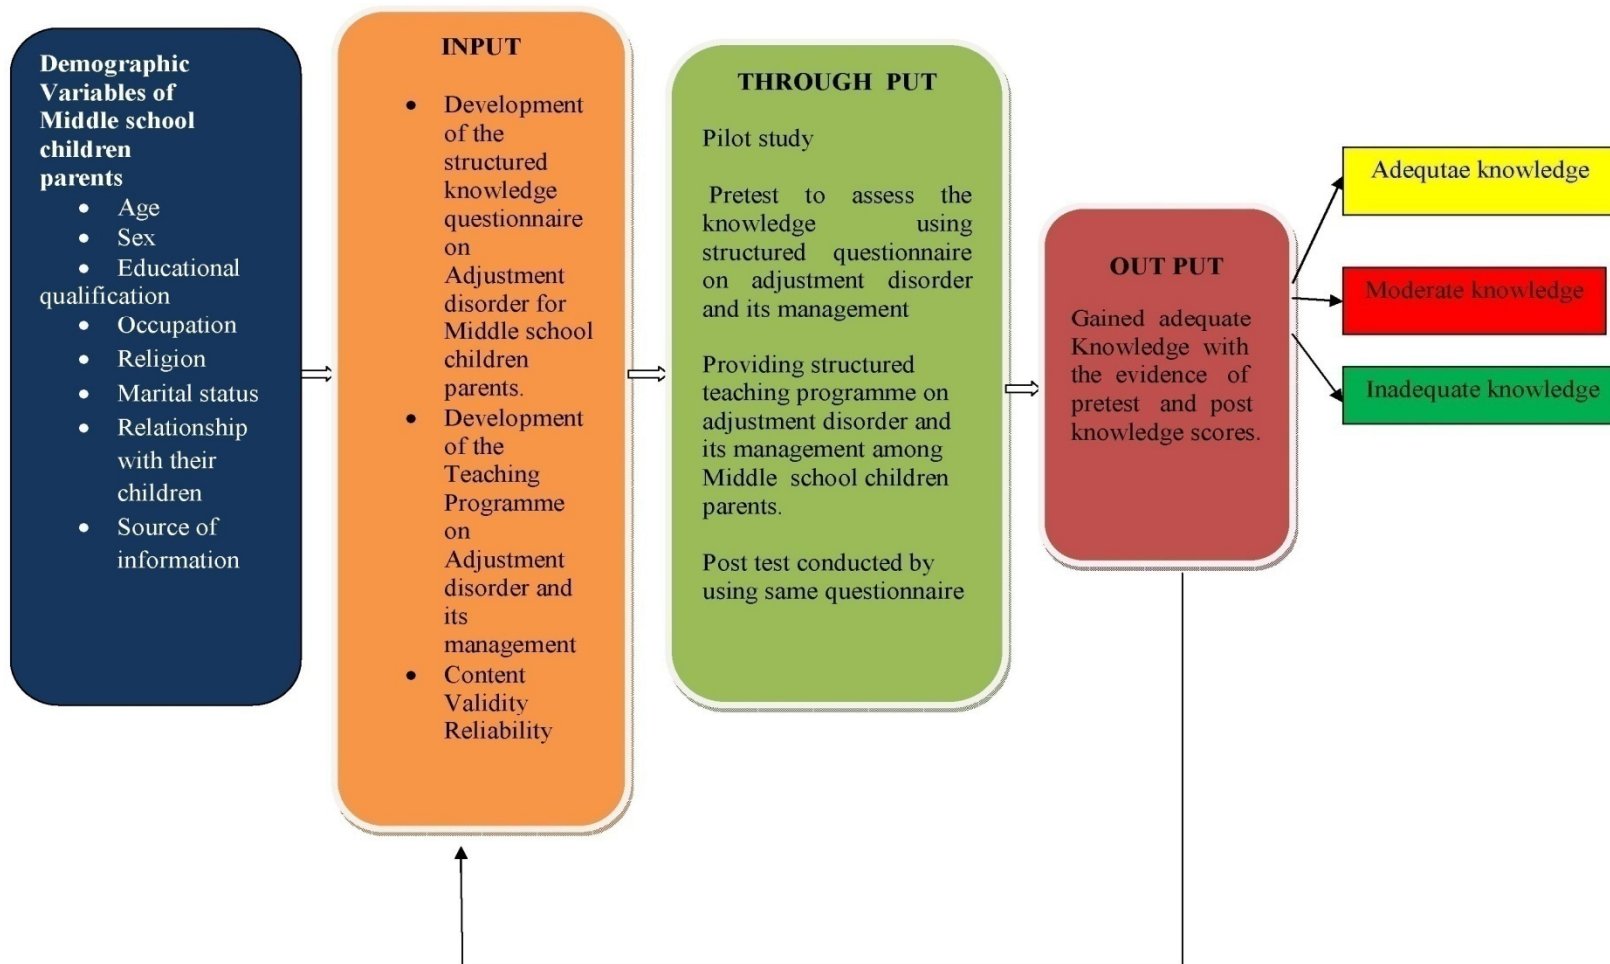 Demographic
Variables of
Middle school
children
parents
• Age
• Sex
• Educational
qualification
• Occupation
• Religion
• Marital status
• Relationship
with their
children
• Source of
information
INPUT
• Development
of the
structured
knowledge
questionnaire
on
Adjustment
disorder for
Middle school
children
parents.
• Development
of the
Teaching
Programme
on
Adjustment
disorder and
its
management
• Content
Validity
Reliability
THROUGH PUT
Pilot study
Pretest to assess the
knowledge using
structured questionnaire
on adjustment disorder
and its management
Providing structured
teaching programme on
adjustment disorder and
its management among
Middle school children
parents.
Post test conducted by
using same questionnaire
OUT PUT
Gained adequate
Knowledge with
the evidence of
pretest and post
knowledge scores.
Adequtae knowledge
Moderate knowledge
Inadequate knowledge